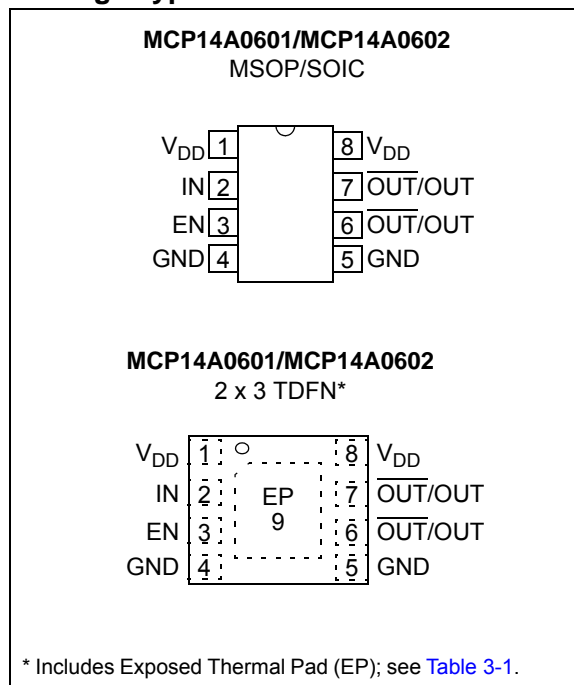 MCP14A0601/MCP14A0602
MSOP/SOIC
VDD 1 8 VDD
IN 2 7 OUT/OUT
EN 3 6 OUT/OUT
GND 4 5 GND
MCP14A0601/MCP14A0602
2 x 3 TDFN*
VDD 1 8 VDD
IN 2 EP 7 OUT/OUT
EN 3 9 6 OUT/OUT
GND 4 5 GND
* Includes Exposed Thermal Pad (EP); see Table 3-1.